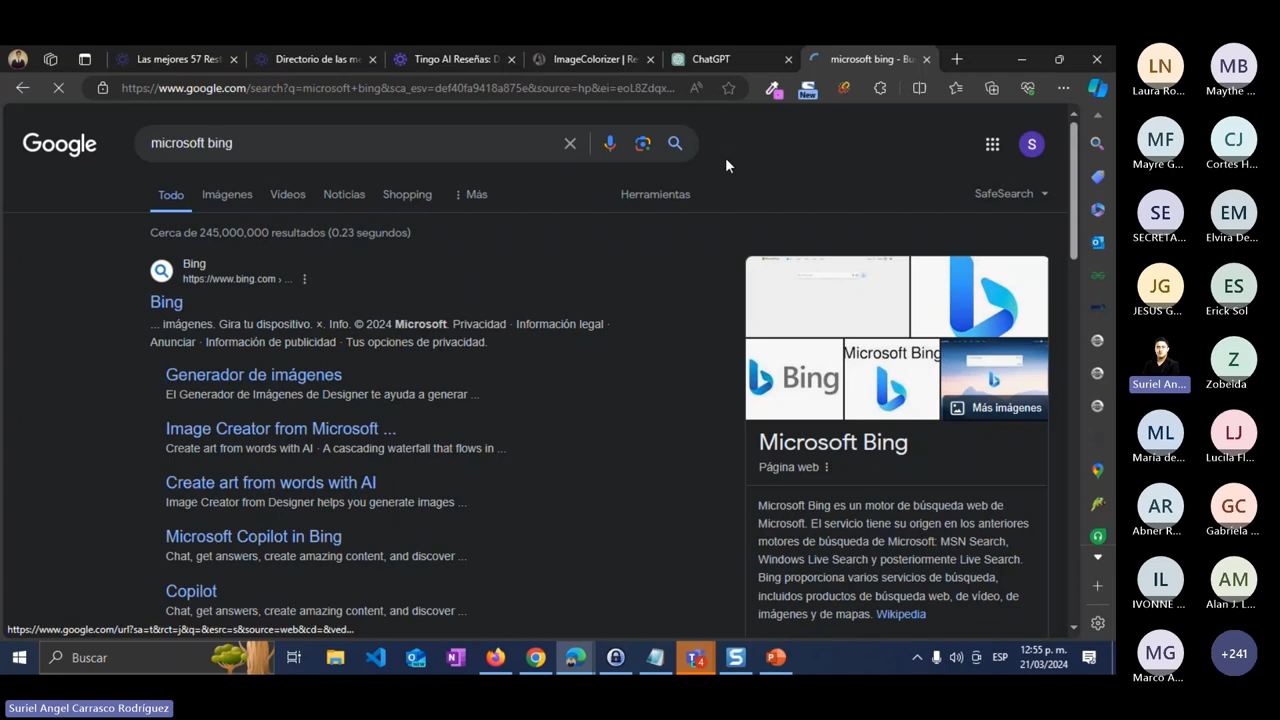 Las mejores 57 Rest
Directorio de las me
Tingo AI Reseñas: D
ImageColorizer | Re
ChatGPT
microsoft bing - Bu
https://www.google.com/search?q=microsoft+bing&sca_esv=def40fa9418a875e&source=hp&ei=eoL8Zdqx...
New
Google
microsoft bing
S
Todo
Imágenes
Videos
Noticias
Shopping
Más
Herramientas
SafeSearch
Cerca de 245,000,000 resultados (0.23 segundos)
Bing
https://www.bing.com › ...
Bing
... imágenes. Gira tu dispositivo. ×. Info. © 2024 Microsoft. Privacidad · Información legal ·
Anunciar · Información de publicidad · Tus opciones de privacidad.
Generador de imágenes
El Generador de Imágenes de Designer te ayuda a generar ...
Image Creator from Microsoft ...
Create art from words with AI · A cascading waterfall that flows in ...
Create art from words with AI
Image Creator from Designer helps you generate images ...
Microsoft Copilot in Bing
Chat, get answers, create amazing content, and discover ...
Copilot
Chat, get answers, create amazing content, and discover ...
Bing
Microsoft Bing
Más imágenes
Microsoft Bing
Página web
Microsoft Bing es un motor de búsqueda web de
Microsoft. El servicio tiene su origen en los anteriores
motores de búsqueda de Microsoft: MSN Search,
Windows Live Search y posteriormente Live Search.
Bing proporciona varios servicios de búsqueda,
incluidos productos de búsqueda web, de vídeo, de
imágenes y de mapas. Wikipedia
https://www.google.com/url?sa=t&rct=j&q=&esrc=s&source=web&cd=&ved...
Buscar
4
ESP
12:55 p. m.
21/03/2024
Suriel Angel Carrasco Rodríguez
LN
Laura Ro...
MB
Maythe ...
MF
Mayre G...
CJ
Cortes H...
SE
SECRETA...
EM
Elvira De...
JG
JESUS G...
ES
Erick Sol
Suriel An...
Z
Zobeida
ML
Maria de...
LJ
Lucila Fl...
AR
Abner R...
GC
Gabriela ...
IL
IVONNE ...
AM
Alan J. L...
MG
Marco A...
+241